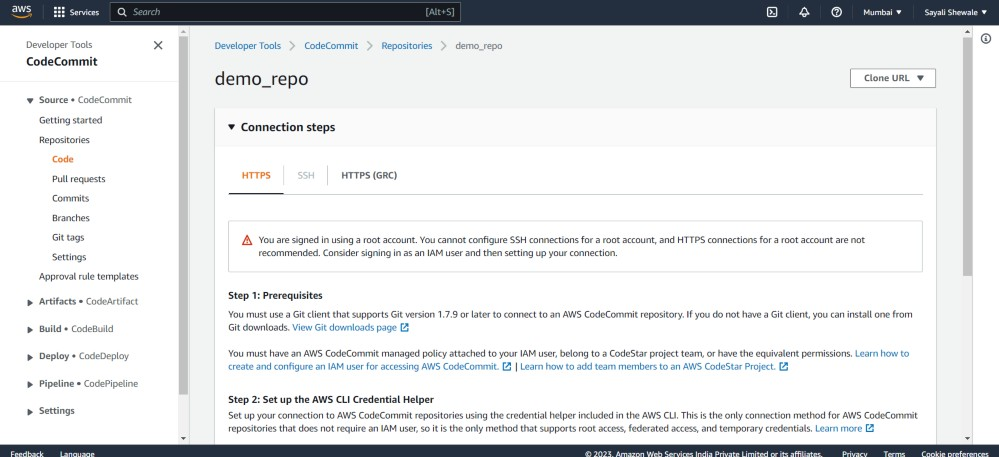 aws Services Search [Alt+S] Mumbai Sayali Shewale
Developer Tools
CodeCommit
Source • CodeCommit
Getting started
Repositories
Code
Pull requests
Commits
Branches
Git tags
Settings
Approval rule templates
Artifacts • CodeArtifact
Build • CodeBuild
Deploy • CodeDeploy
Pipeline • CodePipeline
Settings
Developer Tools CodeCommit Repositories demo_repo
demo_repo
Clone URL
Connection steps
HTTPS SSH HTTPS (GRC)
You are signed in using a root account. You cannot configure SSH connections for a root account, and HTTPS connections for a root account are not
recommended. Consider signing in as an IAM user and then setting up your connection.
Step 1: Prerequisites
You must use a Git client that supports Git version 1.7.9 or later to connect to an AWS CodeCommit repository. If you do not have a Git client, you can install one from
Git downloads. View Git downloads page
You must have an AWS CodeCommit managed policy attached to your IAM user, belong to a CodeStar project team, or have the equivalent permissions. Learn how to
create and configure an IAM user for accessing AWS CodeCommit. | Learn how to add team members to an AWS CodeStar Project.
Step 2: Set up the AWS CLI Credential Helper
Set up your connection to AWS CodeCommit repositories using the credential helper included in the AWS CLI. This is the only connection method for AWS CodeCommit
repositories that does not require an IAM user, so it is the only method that supports root access, federated access, and temporary credentials. Learn more
Feedback Language © 2023, Amazon Web Services India Private Limited or its affiliates. Privacy Terms Cookie preferences